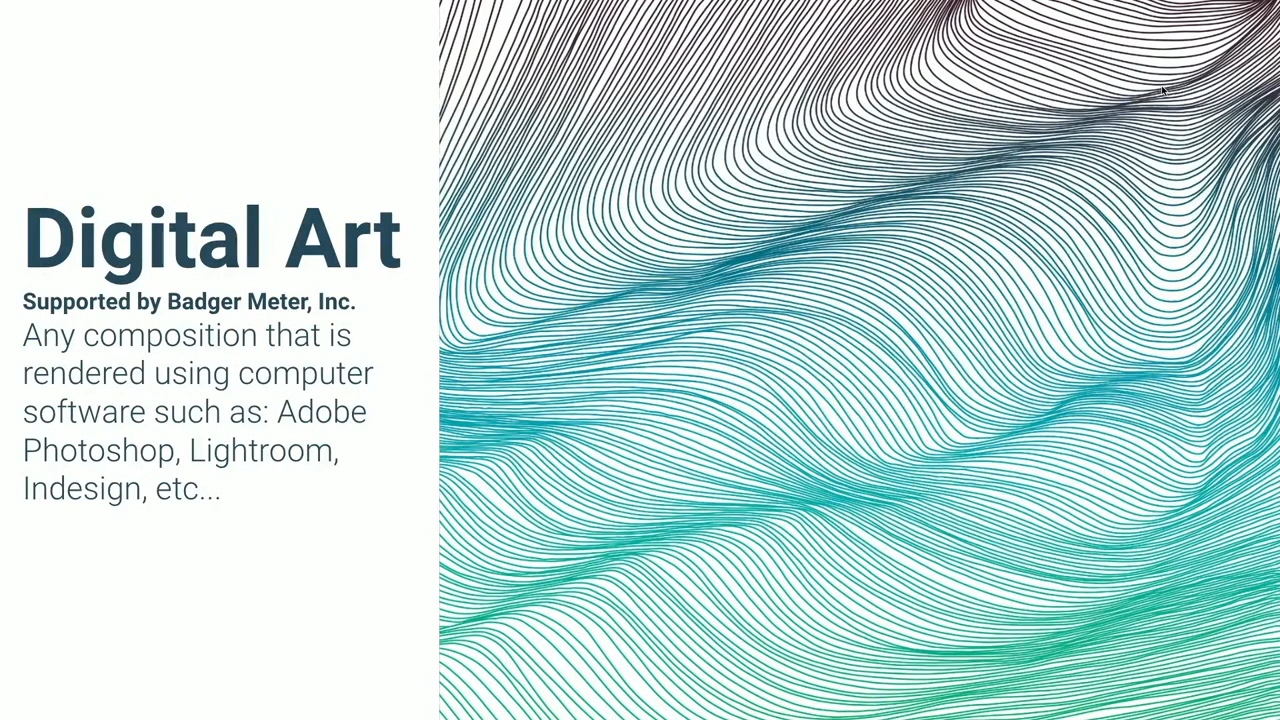 Digital Art
Supported by Badger Meter, Inc.
Any composition that is
rendered using computer
software such as: Adobe
Photoshop, Lightroom,
Indesign, etc...